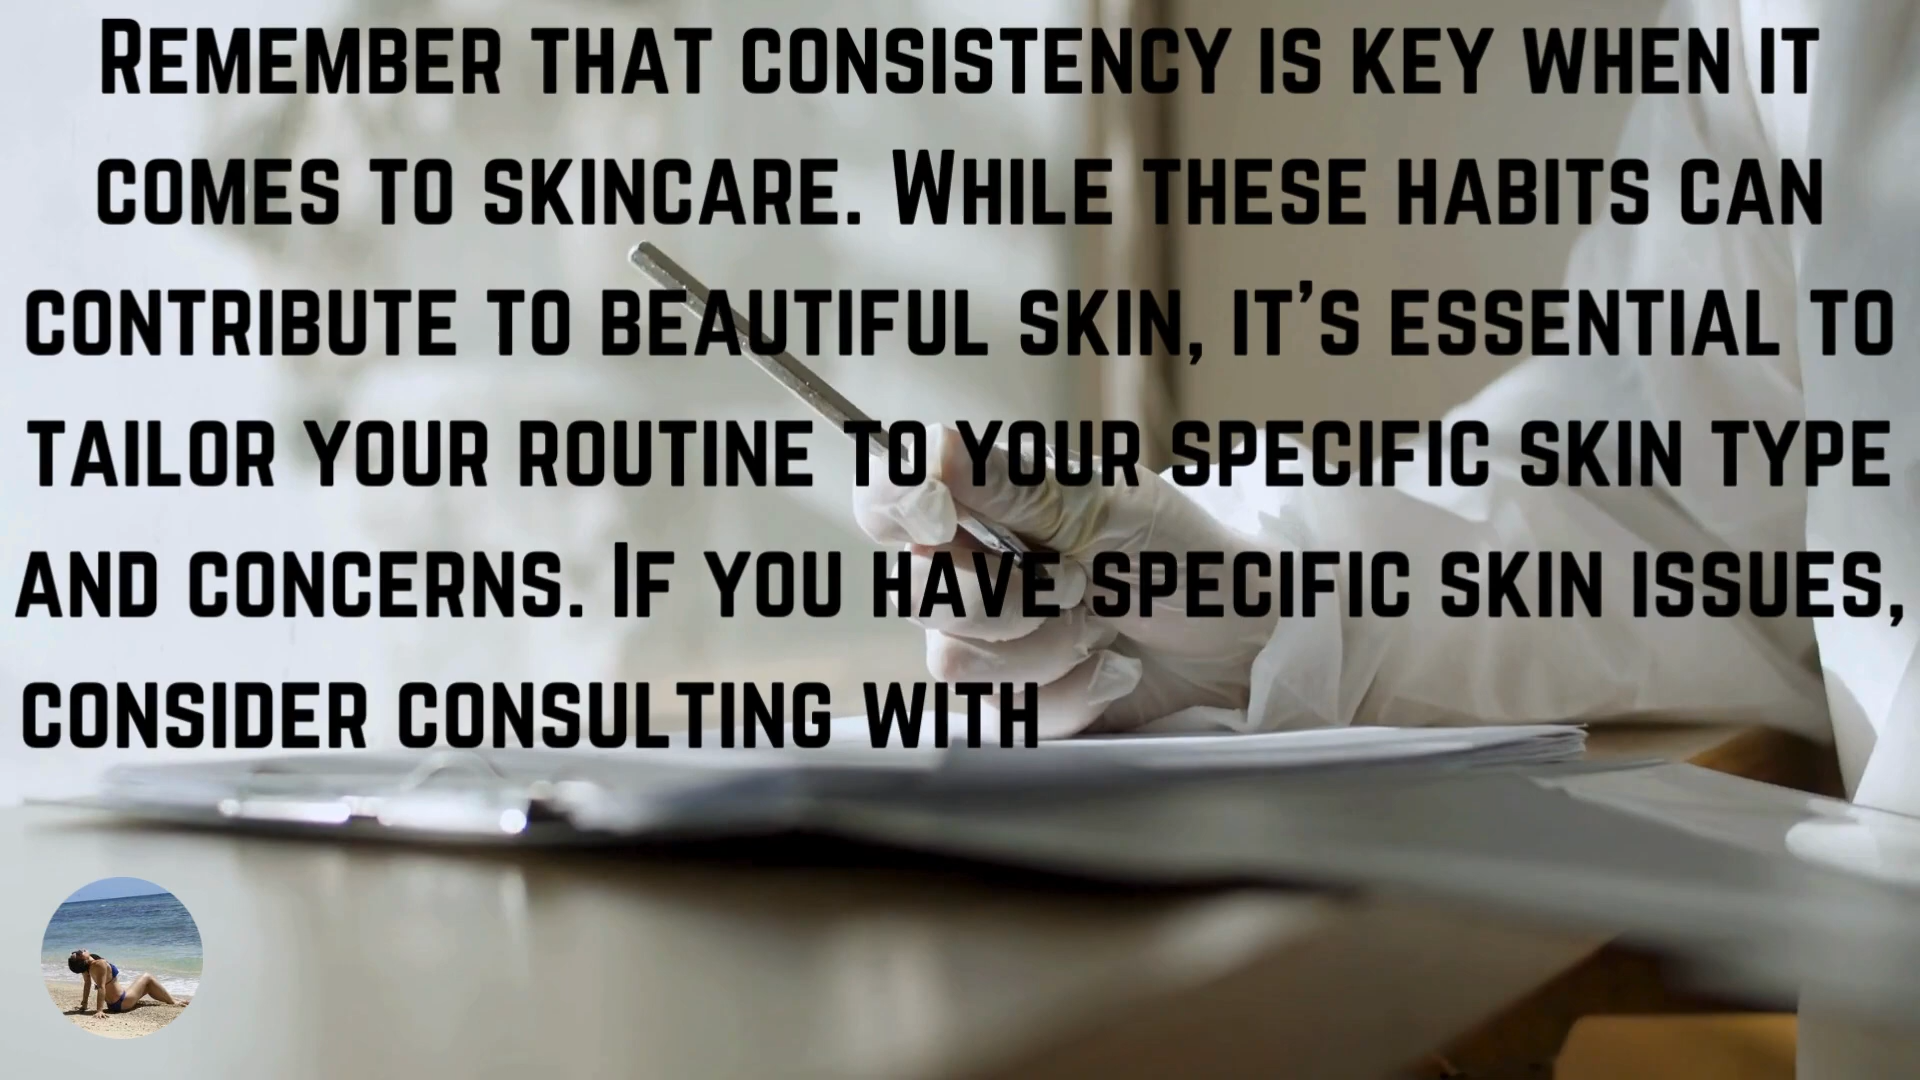 Remember that consistency is key when it
comes to skincare. While these habits can
contribute to beautiful skin, it's essential to
tailor your routine to your specific skin type
and concerns. If you have specific skin issues,
consider consulting with